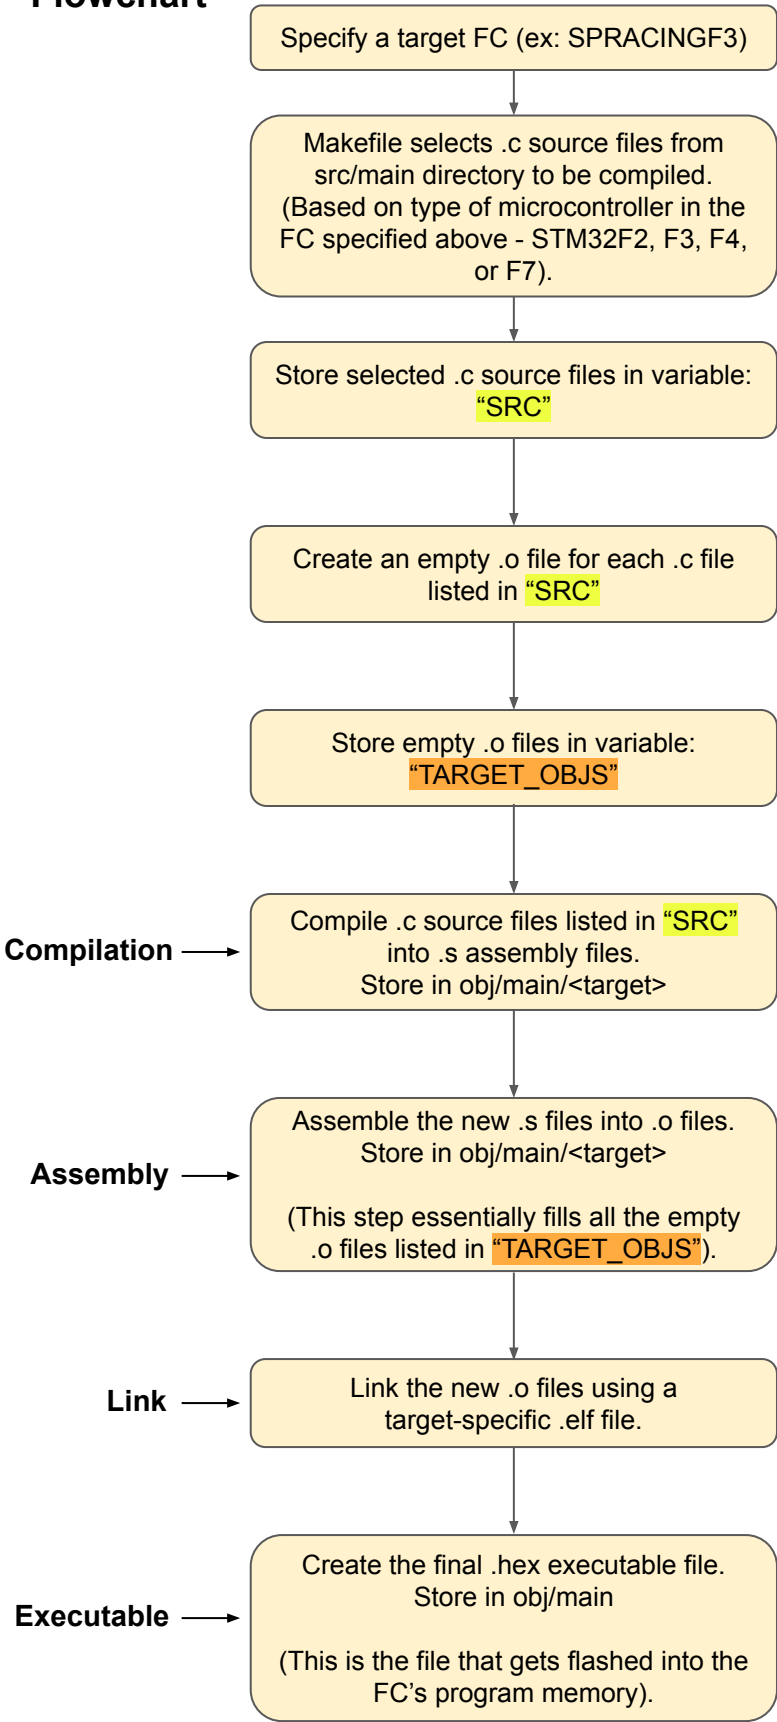 Flowchart
Specify a target FC (ex: SPRACINGF3)
Makefile selects .c source files from
src/main directory to be compiled.
(Based on type of microcontroller in the
FC specified above - STM32F2, F3, F4,
or F7).
Store selected .c source files in variable:
“SRC”
Create an empty .o file for each .c file
listed in “SRC”
Store empty .o files in variable:
“TARGET_OBJS”
Compilation
Compile .c source files listed in “SRC”
into .s assembly files.
Store in obj/main/<target>
Assembly
Assemble the new .s files into .o files.
Store in obj/main/<target>
(This step essentially fills all the empty
.o files listed in “TARGET_OBJS”).
Link
Link the new .o files using a
target-specific .elf file.
Executable
Create the final .hex executable file.
Store in obj/main
(This is the file that gets flashed into the
FC’s program memory).